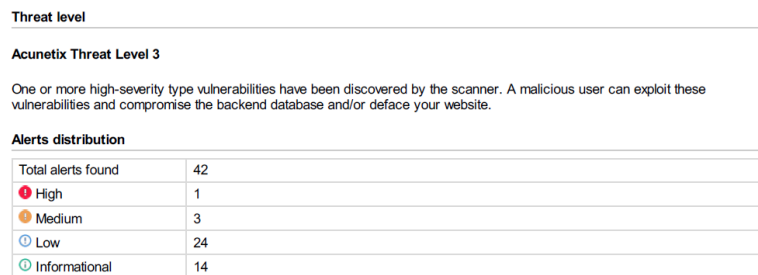 Threat level
Acunetix Threat Level 3
One or more high-severity type vulnerabilities have been discovered by the scanner. A malicious user can exploit these
vulnerabilities and compromise the backend database and/or deface your website.
Alerts distribution
Total alerts found 42
High 1
Medium 3
Low 24
Informational 14